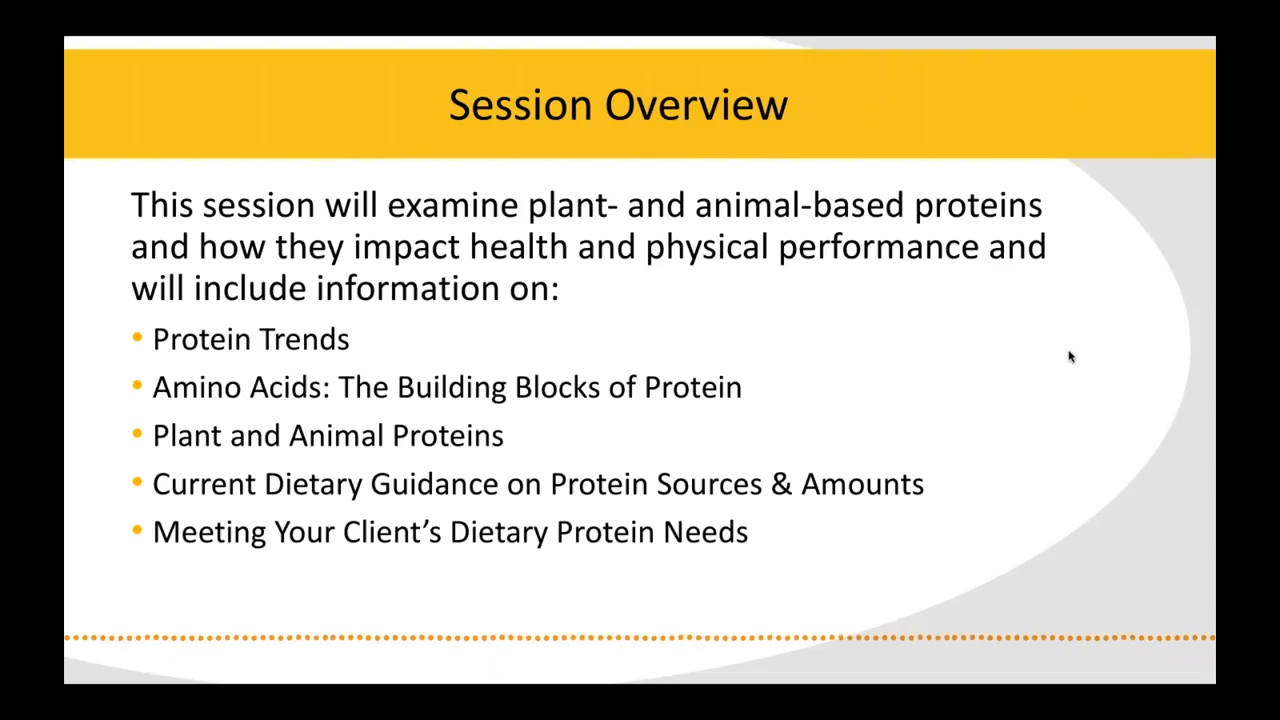 Session Overview
This session will examine plant- and animal-based proteins
and how they impact health and physical performance and
will include information on:
• Protein Trends
• Amino Acids: The Building Blocks of Protein
• Plant and Animal Proteins
• Current Dietary Guidance on Protein Sources & Amounts
• Meeting Your Client’s Dietary Protein Needs